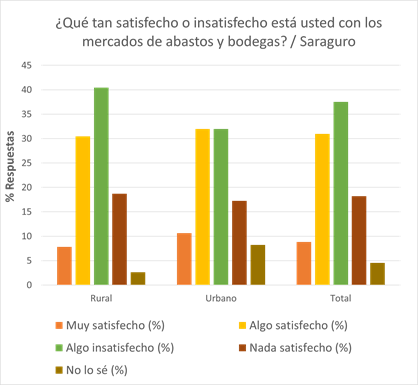 ¿Qué tan satisfecho o insatisfecho está usted con los
mercados de abastos y bodegas? / Saraguro
% Respuestas
45
40
35
30
25
20
15
10
5
0
Rural Urbano Total
Muy satisfecho (%) Algo satisfecho (%)
Algo insatisfecho (%) Nada satisfecho (%)
No lo sé (%)